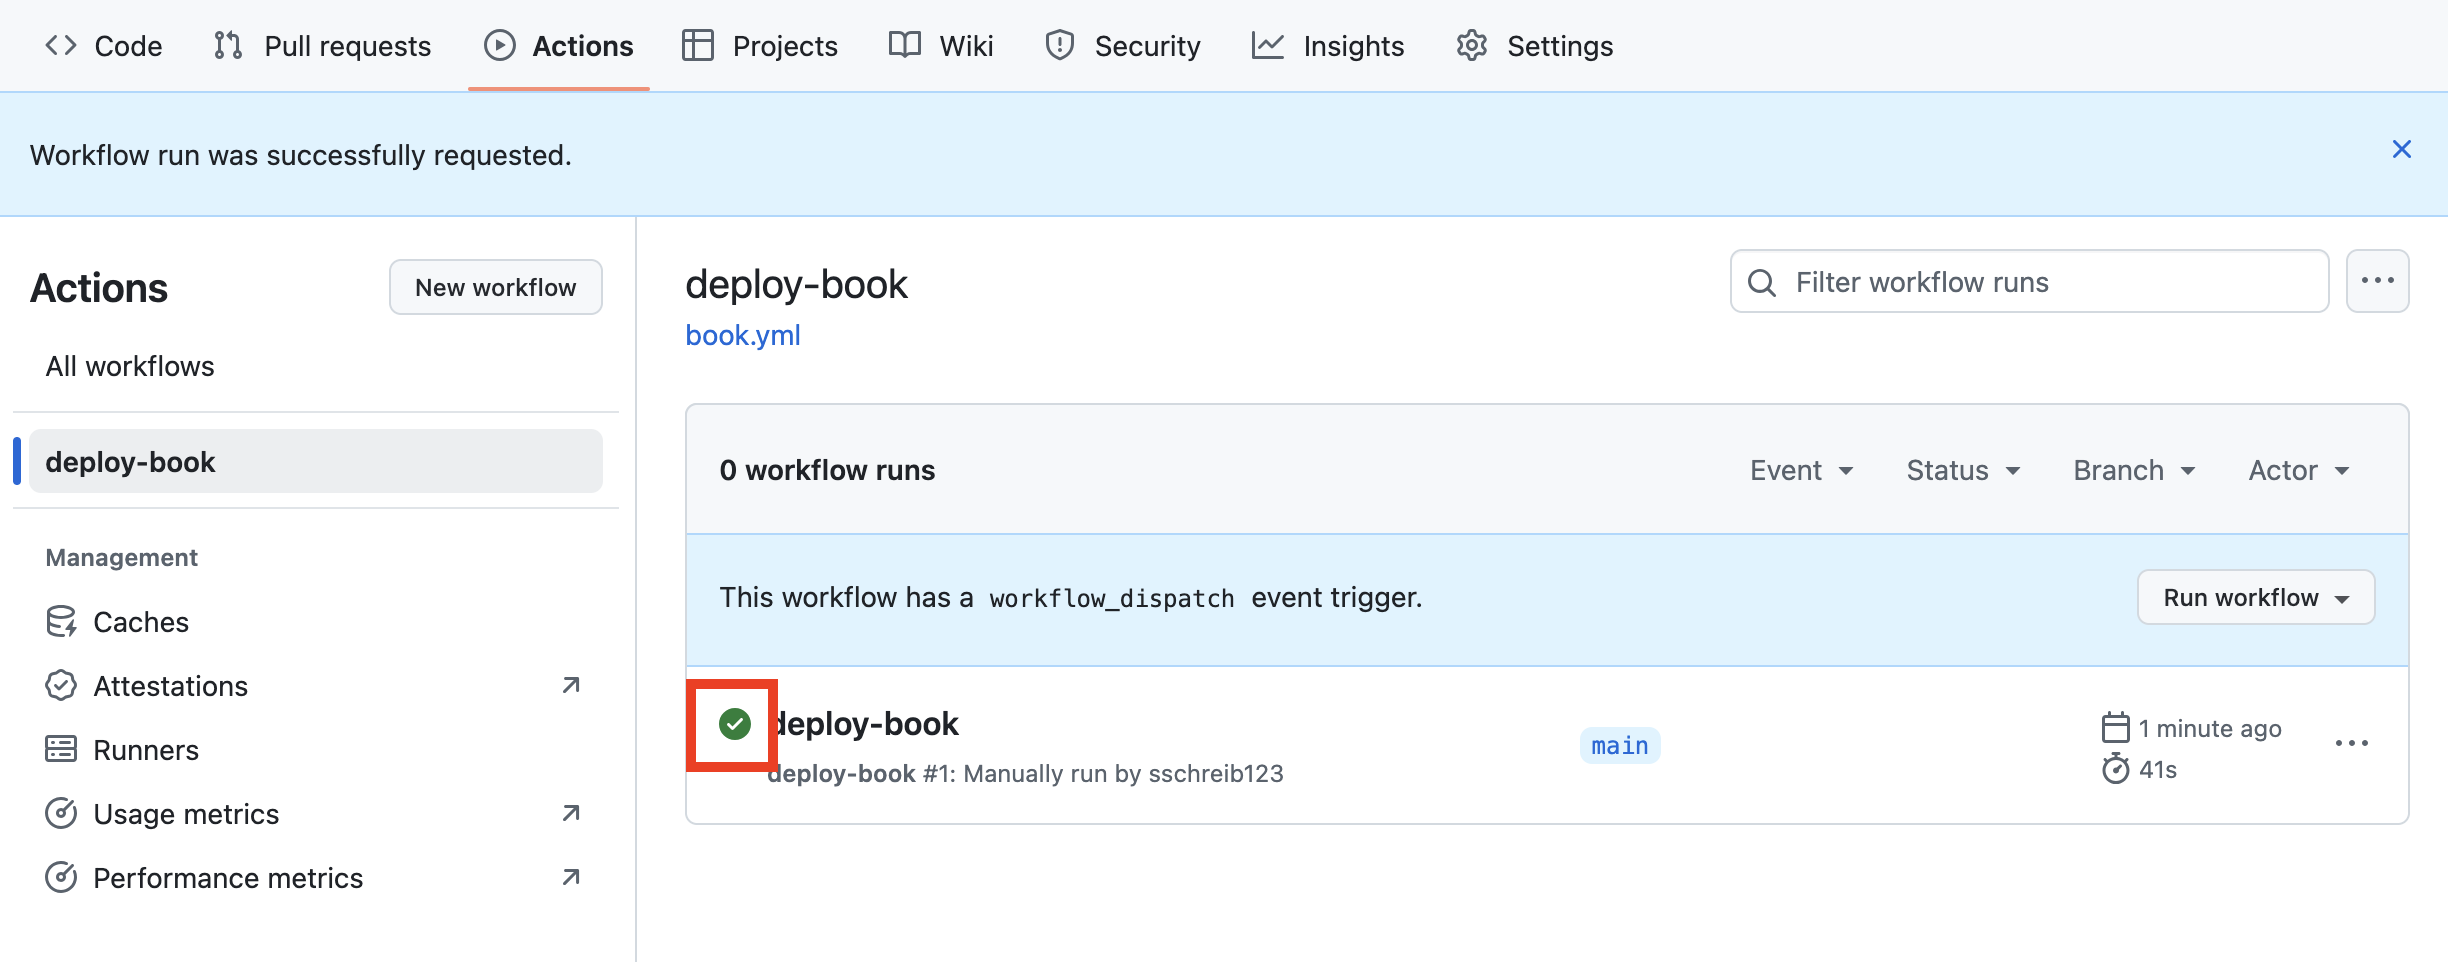 Code Pull requests Actions Projects Wiki Security Insights Settings
Workflow run was successfully requested.
Actions
New workflow
All workflows
deploy-book
Management
Caches
Attestations
Runners
Usage metrics
Performance metrics
deploy-book
book.yml
Filter workflow runs
0 workflow runs
Event Status Branch Actor
This workflow has a workflow_dispatch event trigger.
Run workflow
deploy-book
deploy-book #1: Manually run by sschreib123
main
1 minute ago
41s